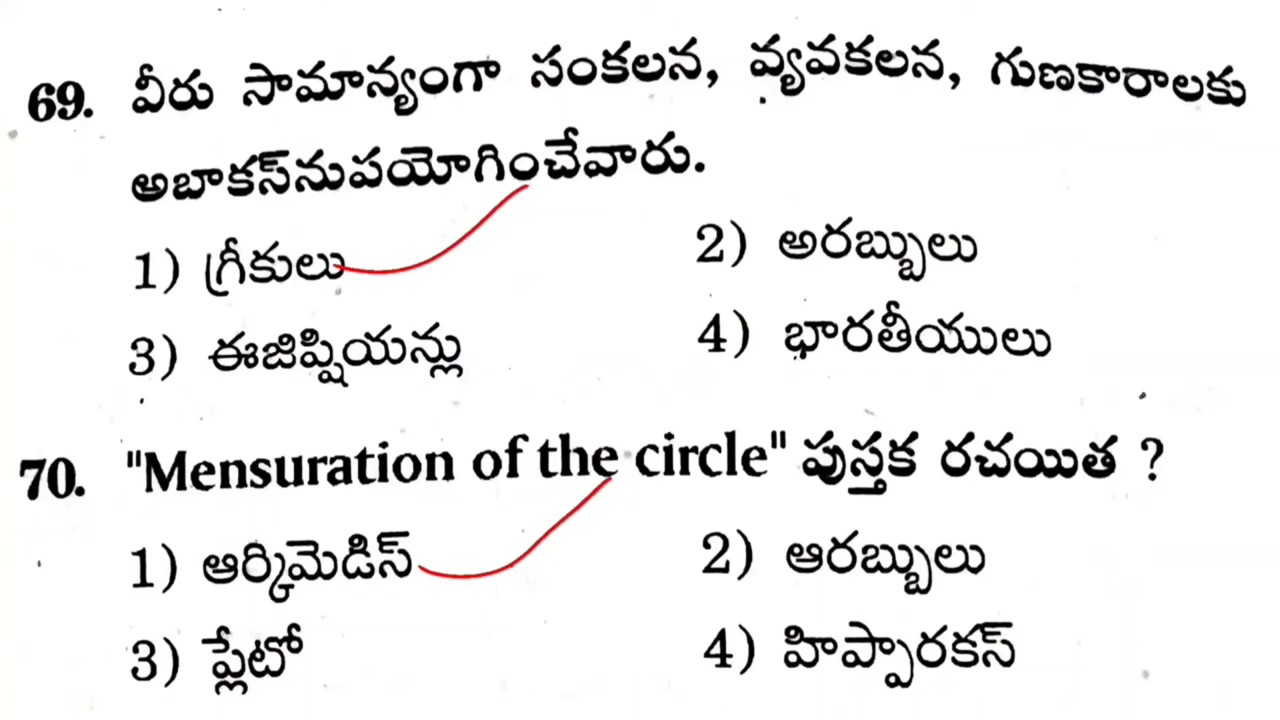 69. వీరు సామాన్యంగా సంకలన, వ్యవకలన, గుణకారాలకు
అబాకస్‌నుపయోగించేవారు.
1) గ్రీకులు 2) అరబ్బులు
3) ఈజిప్షియన్లు 4) భారతీయులు
70. "Mensuration of the circle" పుస్తక రచయిత ?
1) ఆర్కిమెడిస్ 2) ఆరబ్బులు
3) ప్లేటో 4) హిప్పారకస్